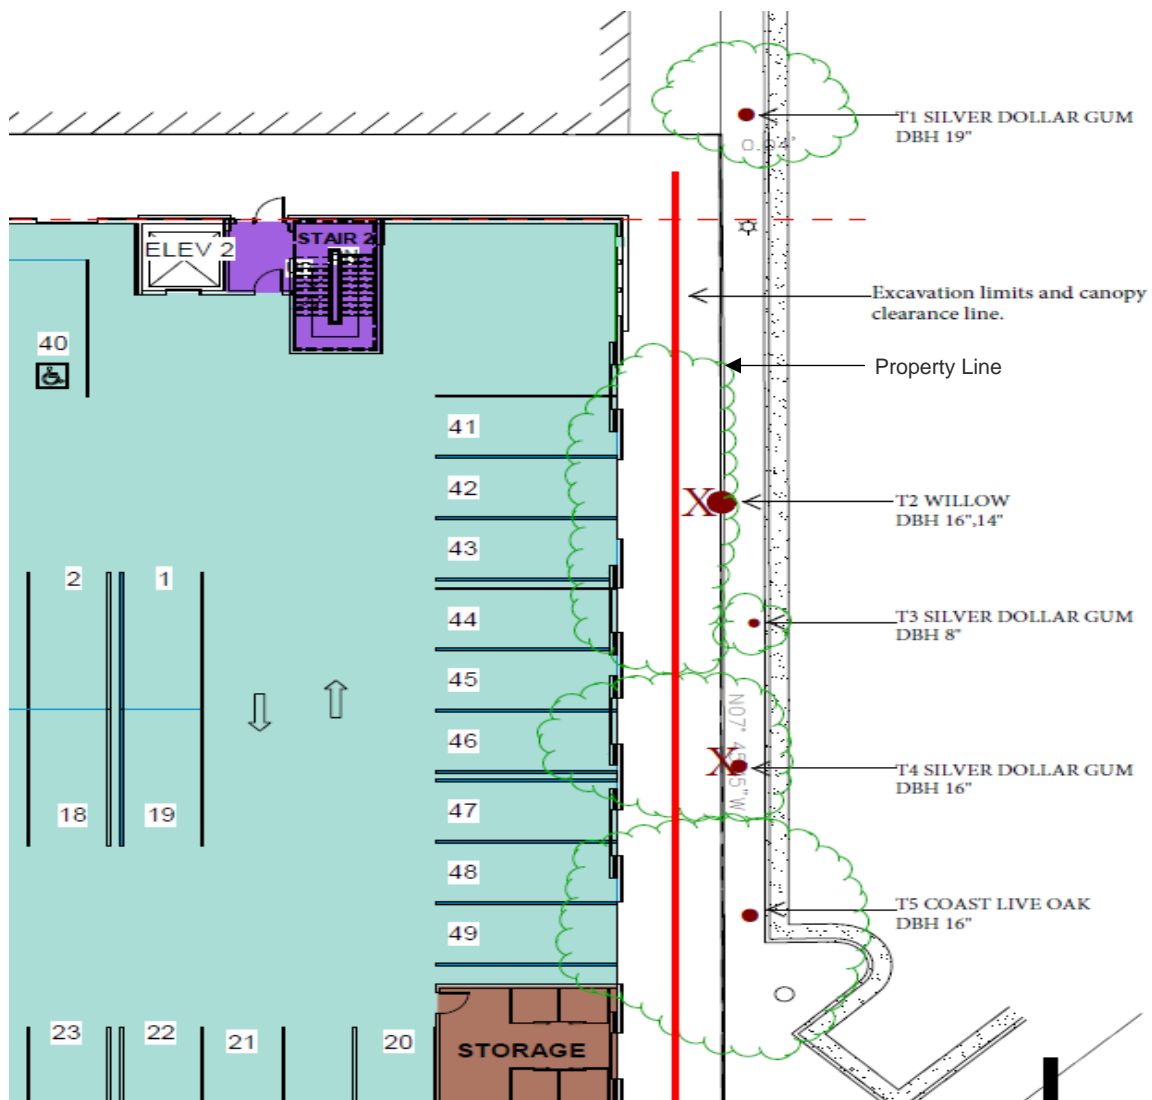 T1 SILVER DOLLAR GUM
DBH 19"
ELEV 2
STAIR 2
Excavation limits and canopy
clearance line.
40
Property Line
41
42
X
T2 WILLOW
DBH 16",14"
43
2
1
44
T3 SILVER DOLLAR GUM
DBH 8"
45
46
X
T4 SILVER DOLLAR GUM
DBH 16"
18
19
47
48
T5 COAST LIVE OAK
DBH 16"
49
23
22
21
20
STORAGE